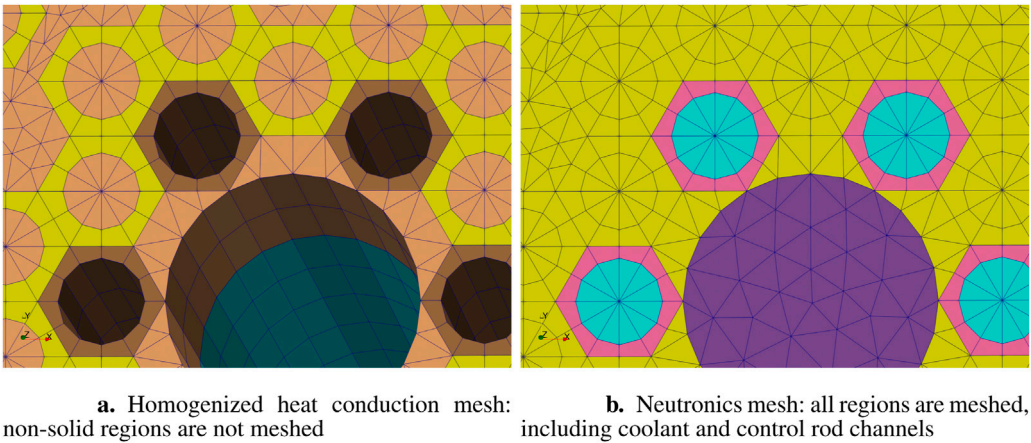 -Y
Z
X
-Y
Z
X
a. Homogenized heat conduction mesh:
non-solid regions are not meshed
b. Neutronics mesh: all regions are meshed,
including coolant and control rod channels